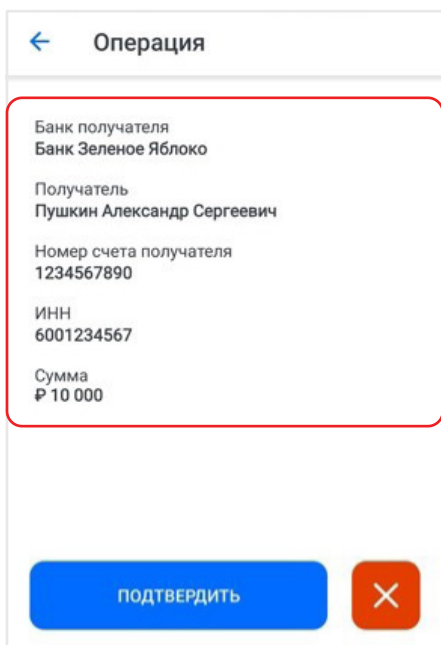 Операция
Банк получателя
Банк Зеленое Яблоко
Получатель
Пушкин Александр Сергеевич
Номер счета получателя
1234567890
ИНН
6001234567
Сумма
₽ 10 000
ПОДТВЕРДИТЬ